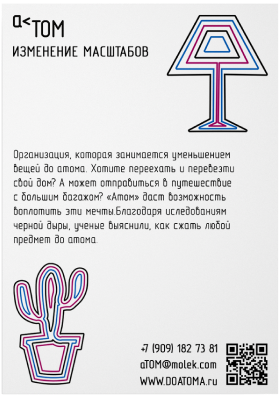 а<ТОМ
ИЗМЕНЕНИЕ МАСШТАБОВ
Организация, которая занимается уменьшением
вещей до атома. Хотите переехать и перевезти
свой дом? А может отправиться в путешествие
с большим багажом? «Атом» даст возможность
воплотить эти мечты.Благодаря иследованиям
черной дыры, ученые выяснили, как сжать любой
предмет до атома.
+7 (909) 182 73 81
aTOM@molek.com
WWW.DOATOMA.ru